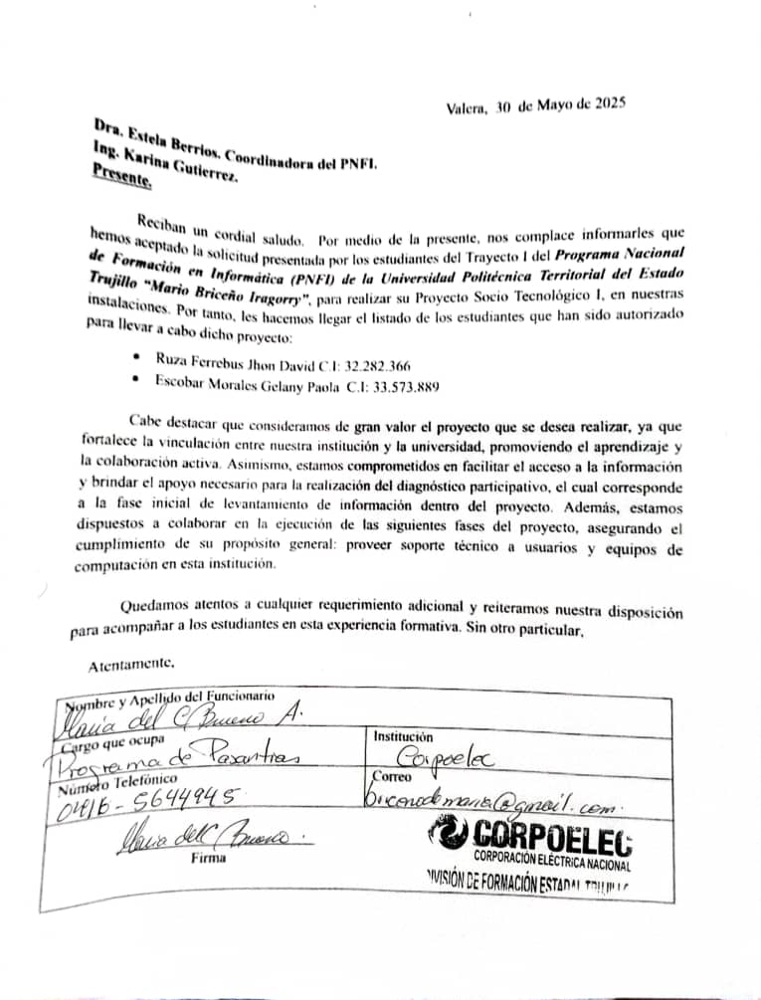 Valera, 30 de Mayo de 2025
Dra. Estela Berrios. Coordinadora del PNFI.
Ing. Karina Gutierrez.
Presente.
Reciban un cordial saludo. Por medio de la presente, nos complace informarles que
hemos aceptado la solicitud presentada por los estudiantes del Trayecto I del Programa Nacional
de Formación en Informática (PNFI) de la Universidad Politécnica Territorial del Estado
Trujillo “Mario Briceño Iragorry”, para realizar su Proyecto Socio Tecnológico I, en nuestras
instalaciones. Por tanto, les hacemos llegar el listado de los estudiantes que han sido autorizado
para llevar a cabo dicho proyecto:
• Ruza Ferrebus Jhon David C.I: 32.282.366
• Escobar Morales Gelany Paola C.I: 33.573.889
Cabe destacar que consideramos de gran valor el proyecto que se desea realizar, ya que
fortalece la vinculación entre nuestra institución y la universidad, promoviendo el aprendizaje y
la colaboración activa. Asimismo, estamos comprometidos en facilitar el acceso a la información
y brindar el apoyo necesario para la realización del diagnóstico participativo, el cual corresponde
a la fase inicial de levantamiento de información dentro del proyecto. Además, estamos
dispuestos a colaborar en la ejecución de las siguientes fases del proyecto, asegurando el
cumplimiento de su propósito general: proveer soporte técnico a usuarios y equipos de
computación en esta institución.
Quedamos atentos a cualquier requerimiento adicional y reiteramos nuestra disposición
para acompañar a los estudiantes en esta experiencia formativa. Sin otro particular,
Atentamente,
Nombre y Apellido del Funcionario
Maria del C Bueno A.
Cargo que ocupa
Programa de Pasantias
Institución
Corpoelec
Número Telefónico
0416-5644945
Correo
@gmail.com.
Maria del C Bueno.
Firma
CORPOELEC
CORPORACIÓN ELÉCTRICA NACIONAL
DIVISIÓN DE FORMACIÓN ESTADAL